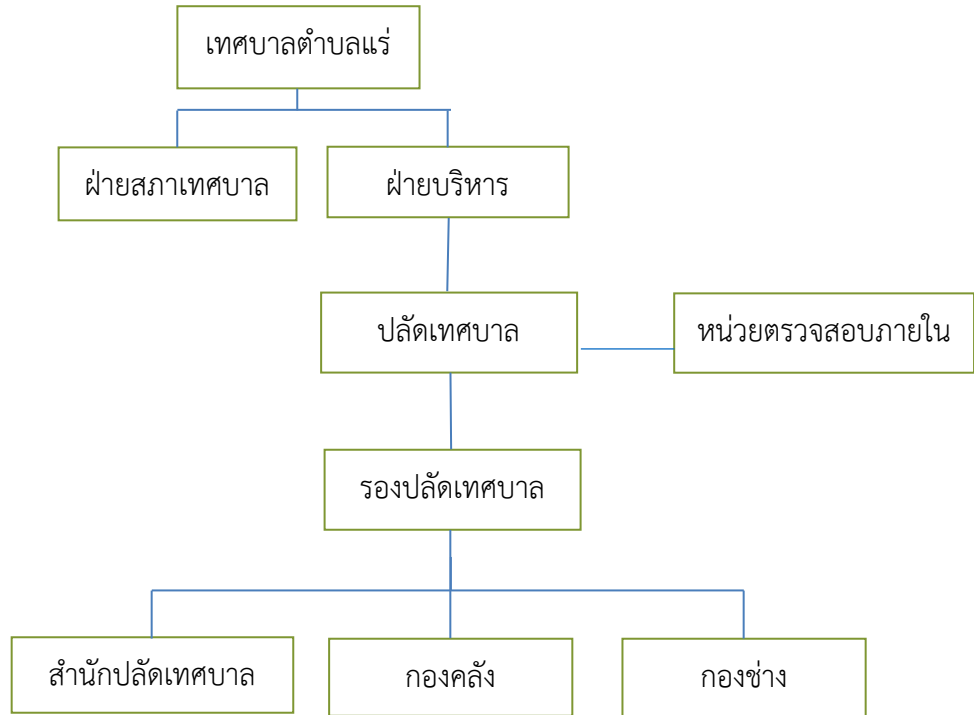 เทศบาลตำบลแร่
ฝ่ายสภาเทศบาล
ฝ่ายบริหาร
ปลัดเทศบาล
หน่วยตรวจสอบภายใน
รองปลัดเทศบาล
สำนักปลัดเทศบาล
กองคลัง
กองช่าง